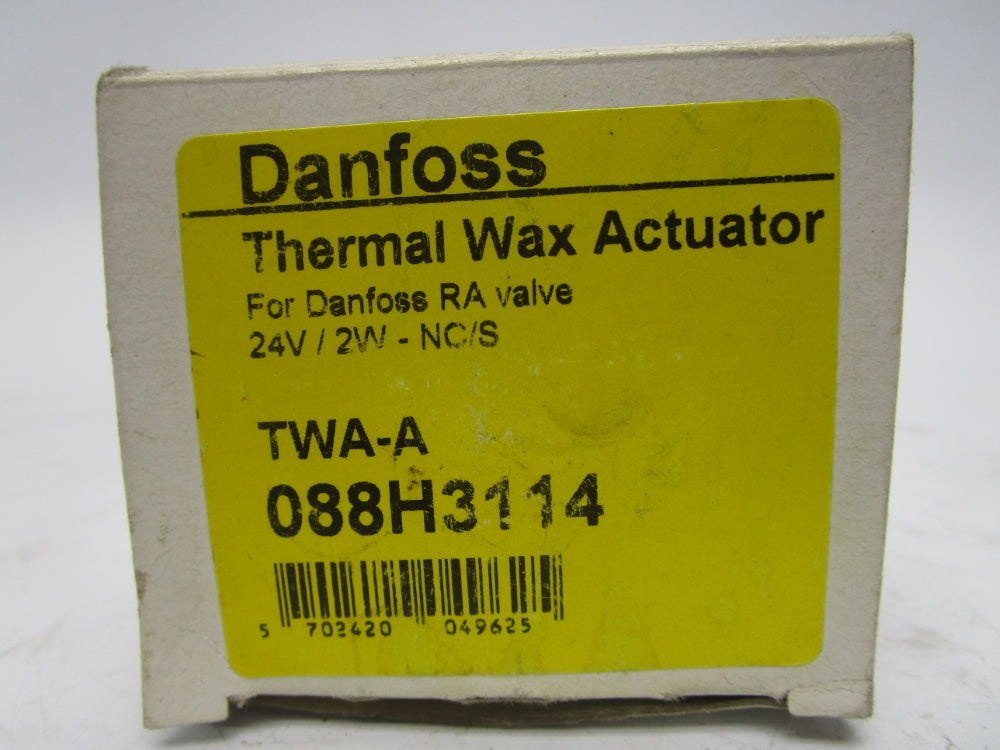 Danfoss
Thermal Wax Actuator
For Danfoss RA valve
24V / 2W - NC/S
TWA-A
088H3114
5 702420 049625